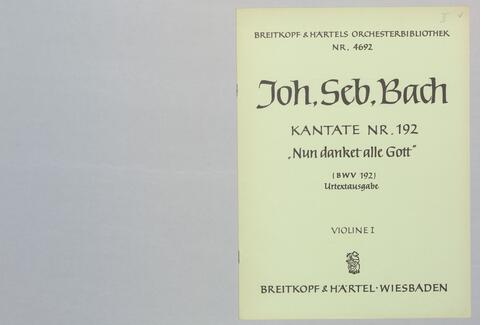 BREITKOPF & HÄRTELS ORCHESTERBIBLIOTHEK
NR. 4692
Joh. Seb. Bach
KANTATE NR. 192
„Nun danket alle Gott“
(BWV 192)
Urtextausgabe
VIOLINE I
BREITKOPF & HÄRTEL · WIESBADEN